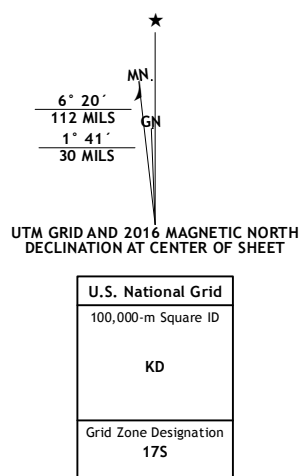 ★
MN.
6° 20´
112 MILS
GN
1° 41´
30 MILS
UTM GRID AND 2016 MAGNETIC NORTH
DECLINATION AT CENTER OF SHEET
U.S. National Grid
100,000-m Square ID
KD
Grid Zone Designation
17S